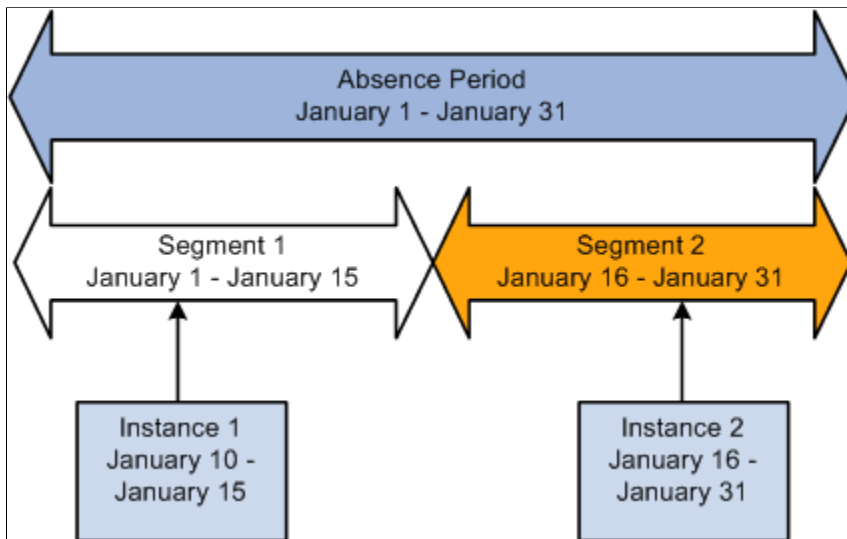 Absence Period
January 1 - January 31
Segment 1
January 1 - January 15
Segment 2
January 16 - January 31
Instance 1
January 10 -
January 15
Instance 2
January 16 -
January 31